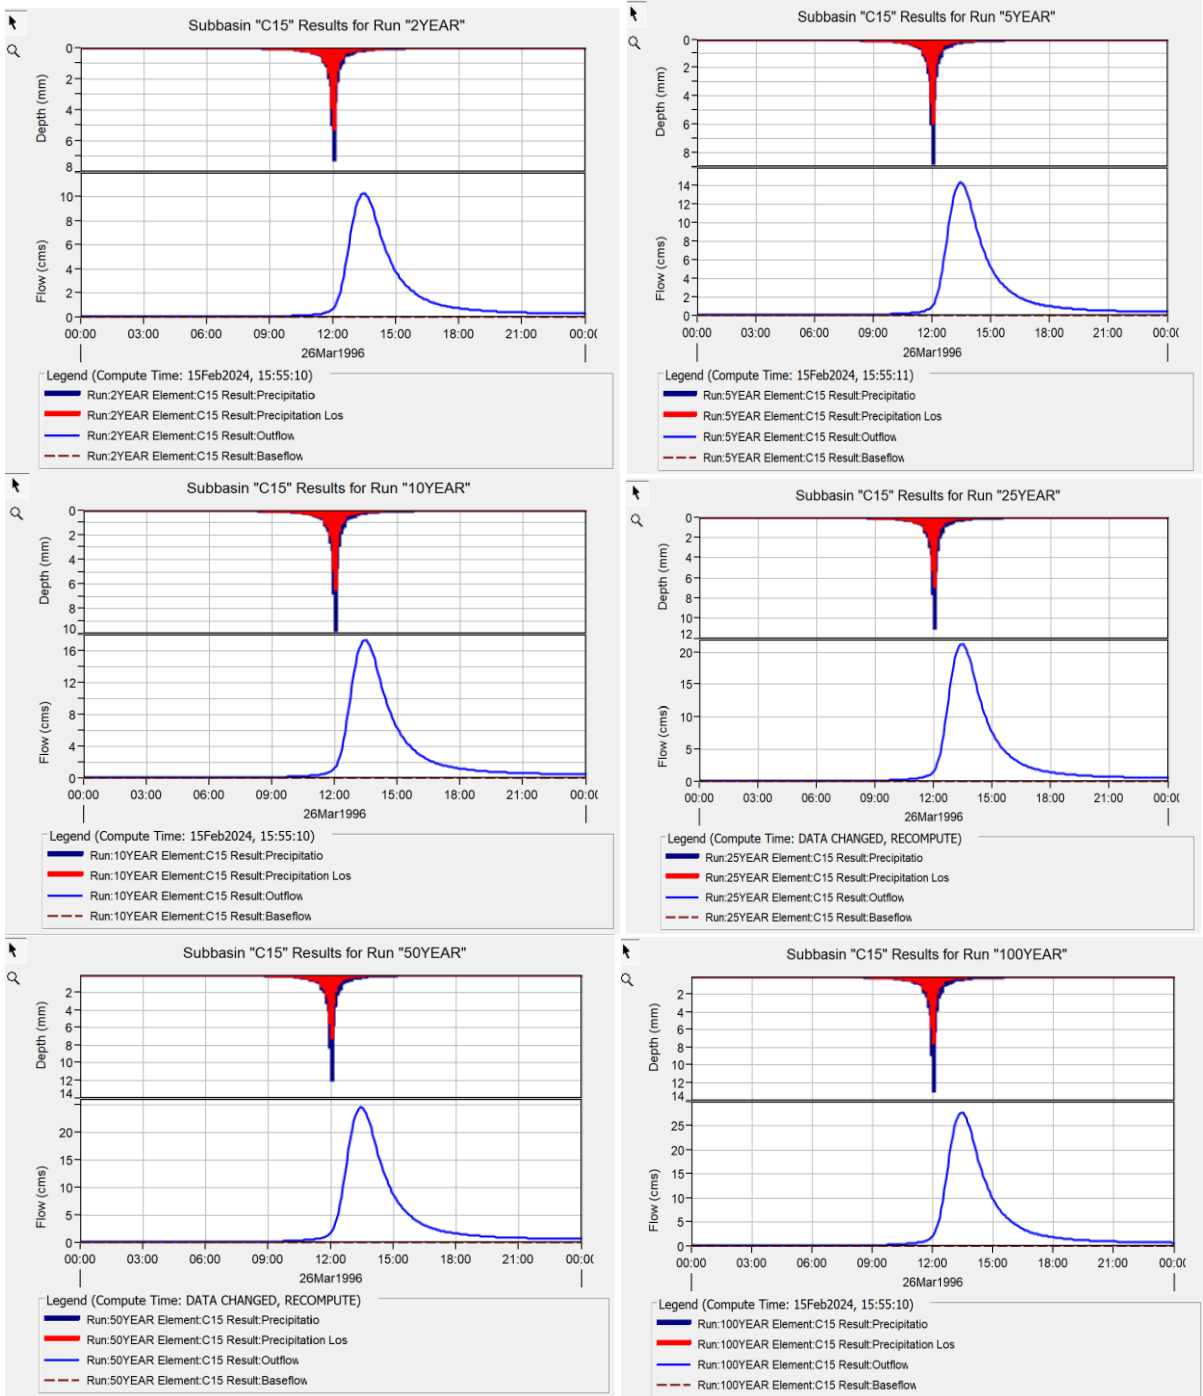 Subbasin "C15" Results for Run "2YEAR"
0
2
4
6
8
Depth (mm)
10
8
6
4
2
0
Flow (cms)
00:00 03:00 06:00 09:00 12:00 15:00 18:00 21:00 00:0(
26Mar1996
Legend (Compute Time: 15Feb2024, 15:55:10)
Run:2YEAR Element:C15 Result:Precipitatio
Run:2YEAR Element:C15 Result:Precipitation Los
Run:2YEAR Element:C15 Result:Outflow
Run:2YEAR Element:C15 Result:Baseflow
Subbasin "C15" Results for Run "5YEAR"
0
2
4
6
8
Depth (mm)
14
12
10
8
6
4
2
0
Flow (cms)
00:00 03:00 06:00 09:00 12:00 15:00 18:00 21:00 00:0(
26Mar1996
Legend (Compute Time: 15Feb2024, 15:55:11)
Run:5YEAR Element:C15 Result:Precipitatio
Run:5YEAR Element:C15 Result:Precipitation Los
Run:5YEAR Element:C15 Result:Outflow
Run:5YEAR Element:C15 Result:Baseflow
Subbasin "C15" Results for Run "10YEAR"
0
2
4
6
8
10
Depth (mm)
16
12
8
4
0
Flow (cms)
00:00 03:00 06:00 09:00 12:00 15:00 18:00 21:00 00:0(
26Mar1996
Legend (Compute Time: 15Feb2024, 15:55:10)
Run:10YEAR Element:C15 Result:Precipitatio
Run:10YEAR Element:C15 Result:Precipitation Los
Run:10YEAR Element:C15 Result:Outflow
Run:10YEAR Element:C15 Result:Baseflow
Subbasin "C15" Results for Run "25YEAR"
0
2
4
6
8
10
12
Depth (mm)
20
15
10
5
0
Flow (cms)
00:00 03:00 06:00 09:00 12:00 15:00 18:00 21:00 00:0(
26Mar1996
Legend (Compute Time: DATA CHANGED, RECOMPUTE)
Run:25YEAR Element:C15 Result:Precipitatio
Run:25YEAR Element:C15 Result:Precipitation Los
Run:25YEAR Element:C15 Result:Outflow
Run:25YEAR Element:C15 Result:Baseflow
Subbasin "C15" Results for Run "50YEAR"
2
4
6
8
10
12
14
Depth (mm)
20
15
10
5
0
Flow (cms)
00:00 03:00 06:00 09:00 12:00 15:00 18:00 21:00 00:0(
26Mar1996
Legend (Compute Time: DATA CHANGED, RECOMPUTE)
Run:50YEAR Element:C15 Result:Precipitatio
Run:50YEAR Element:C15 Result:Precipitation Los
Run:50YEAR Element:C15 Result:Outflow
Run:50YEAR Element:C15 Result:Baseflow
Subbasin "C15" Results for Run "100YEAR"
2
4
6
8
10
12
14
Depth (mm)
25
20
15
10
5
0
Flow (cms)
00:00 03:00 06:00 09:00 12:00 15:00 18:00 21:00 00:0(
26Mar1996
Legend (Compute Time: 15Feb2024, 15:55:10)
Run:100YEAR Element:C15 Result:Precipitatio
Run:100YEAR Element:C15 Result:Precipitation Los
Run:100YEAR Element:C15 Result:Outflow
Run:100YEAR Element:C15 Result:Baseflow